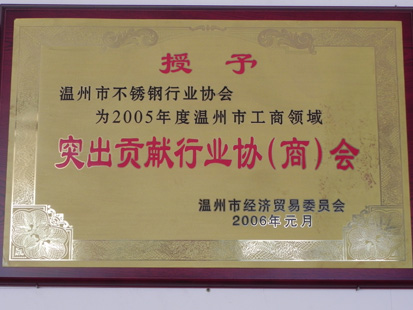 授予
温州市不锈钢行业协会
为2005年度温州市工商领域
突出贡献行业协(商)会
温州市经济贸易委员会
2006年元月